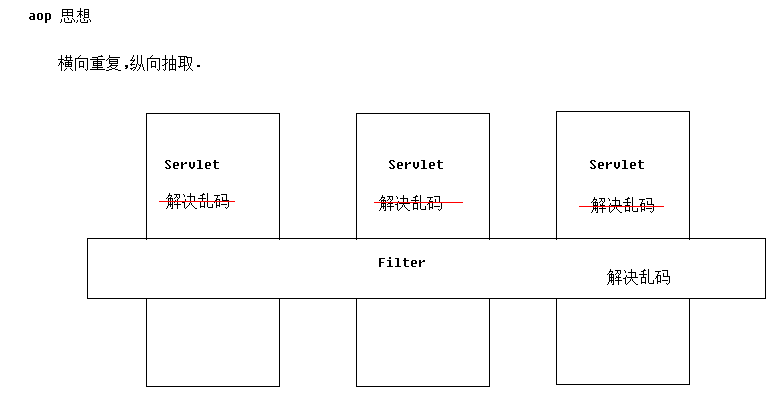 aop 思想
横向重复,纵向抽取.
Servlet Servlet Servlet
解决乱码 解决乱码 解决乱码
Filter
解决乱码